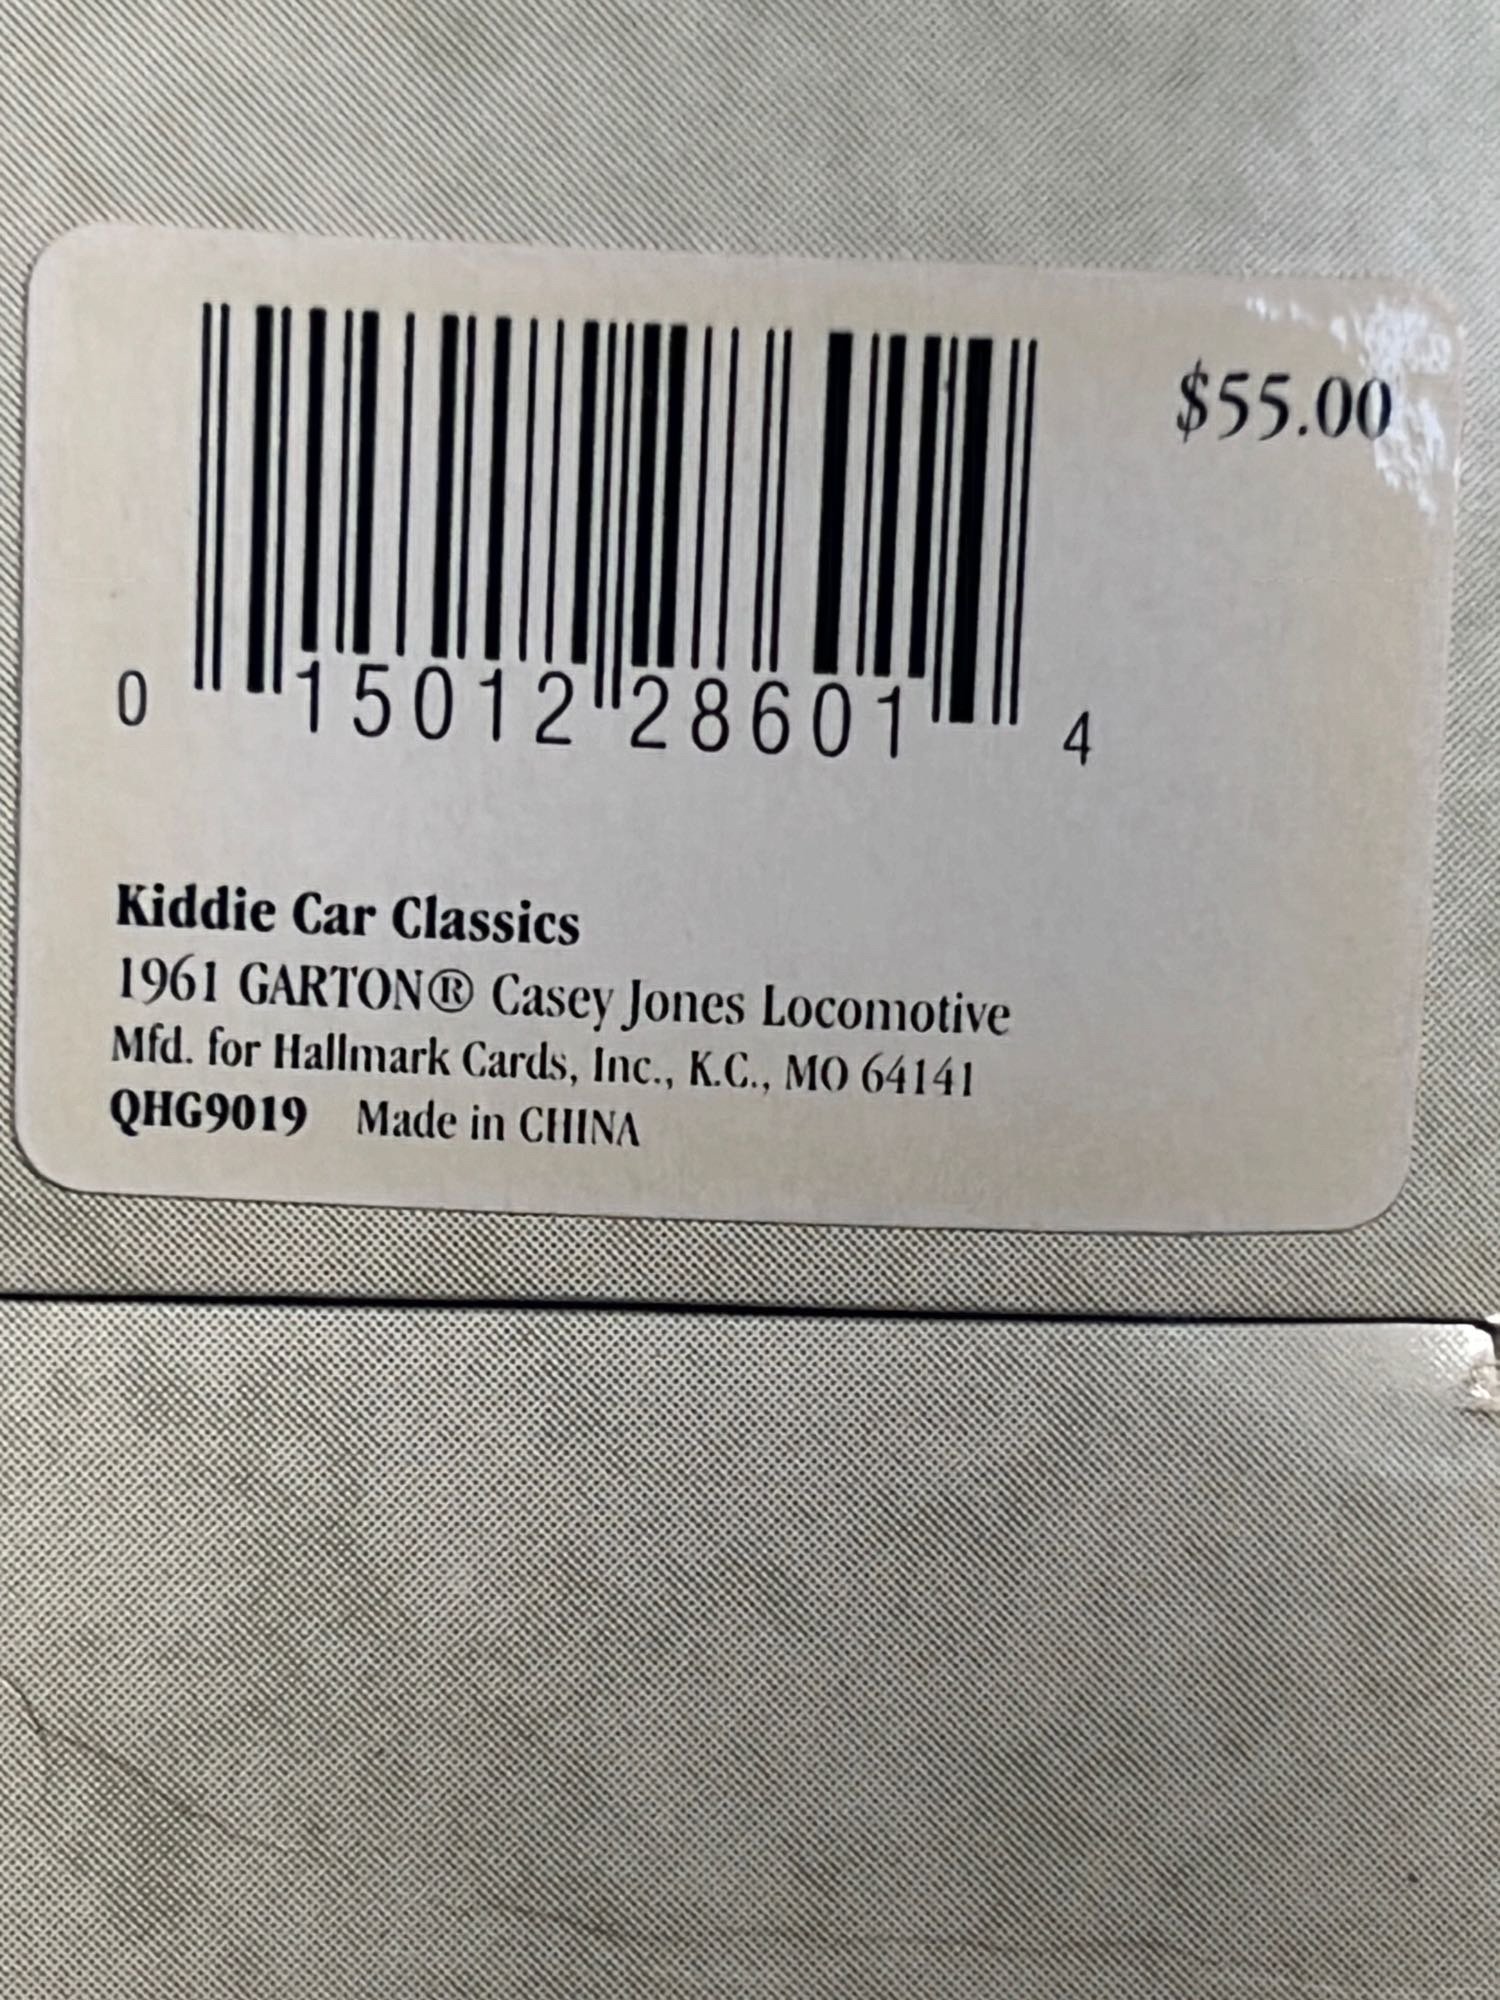 $55.00
0 15012 28601 4
Kiddie Car Classics
1961 GARTON® Casey Jones Locomotive
Mfd. for Hallmark Cards, Inc., K.C., MO 64141
QHG9019 Made in CHINA